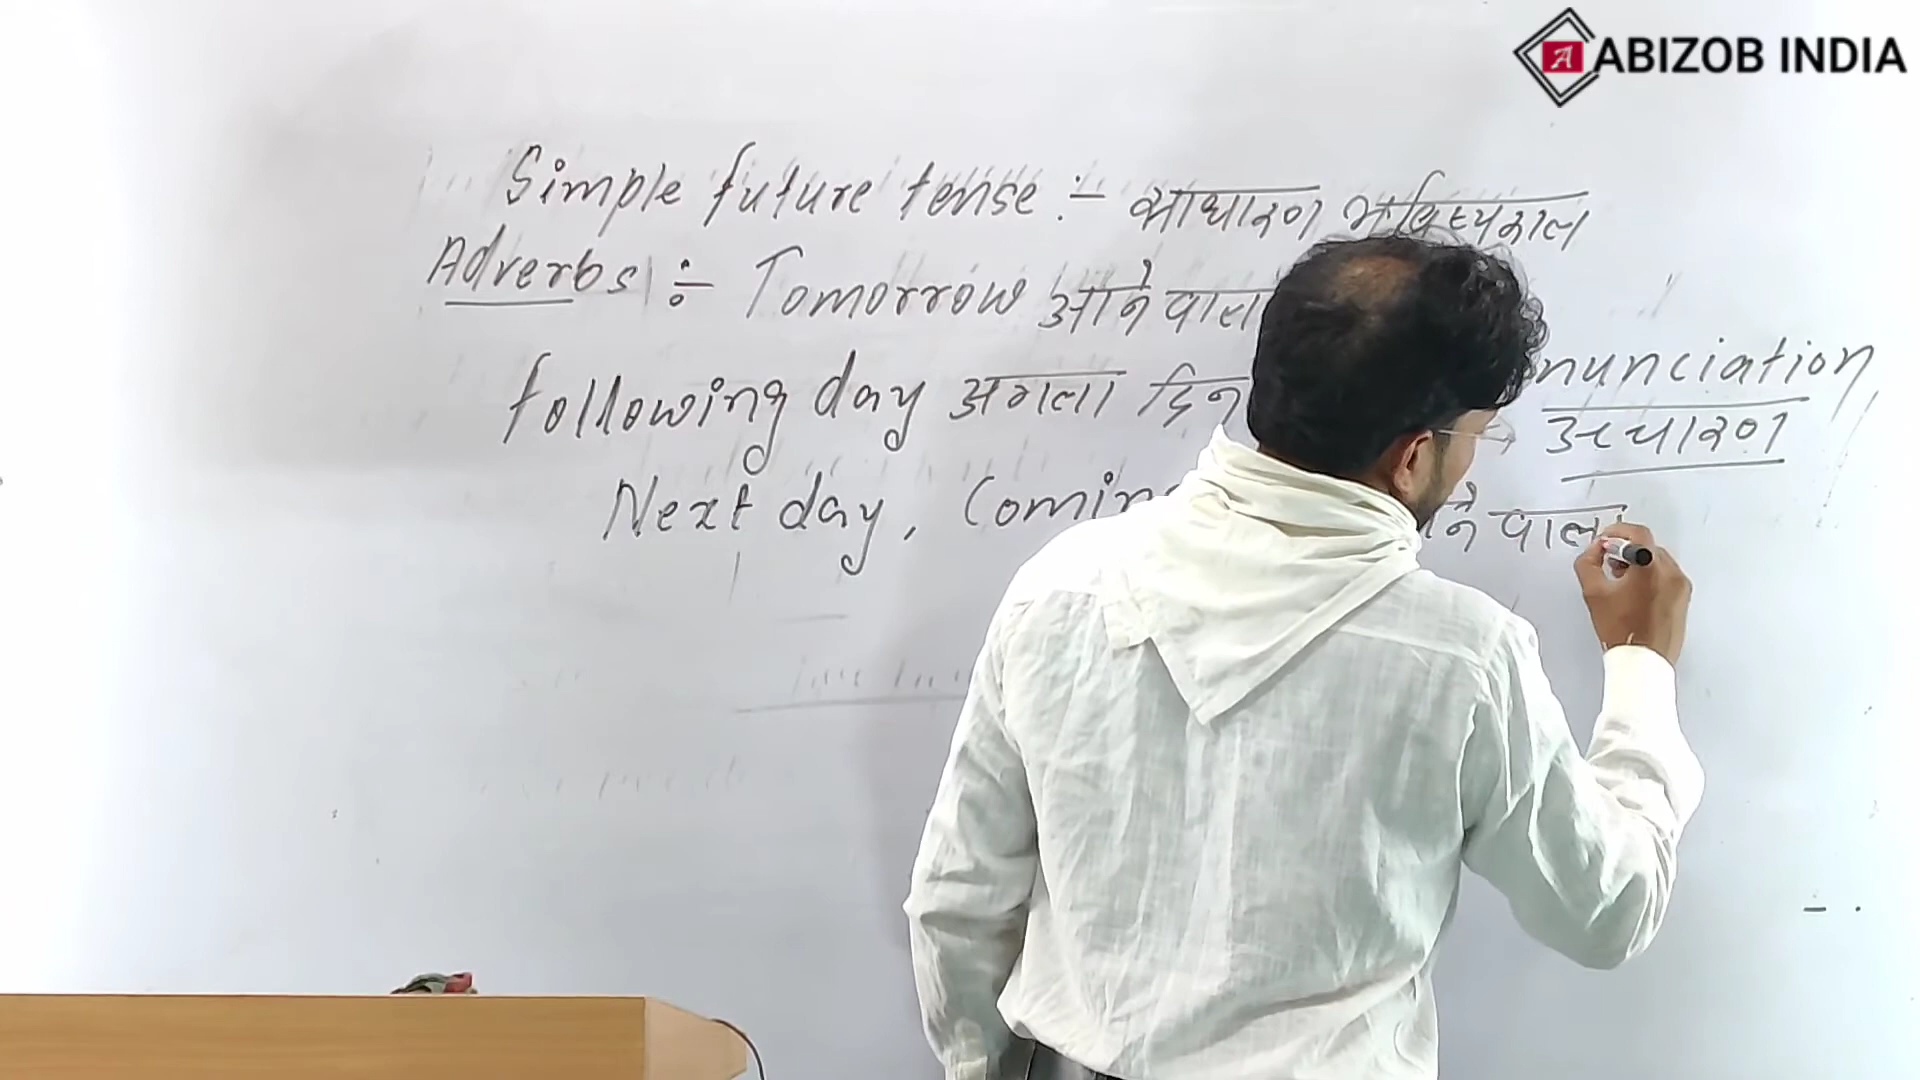 ABIZOB INDIA
Simple future tense :- साधारण भविष्यकाल
Adverbs :- Tomorrow आने वाल
following day अगला दिन
nunciation
उच्चारण
Next day, Comin
ने वाला